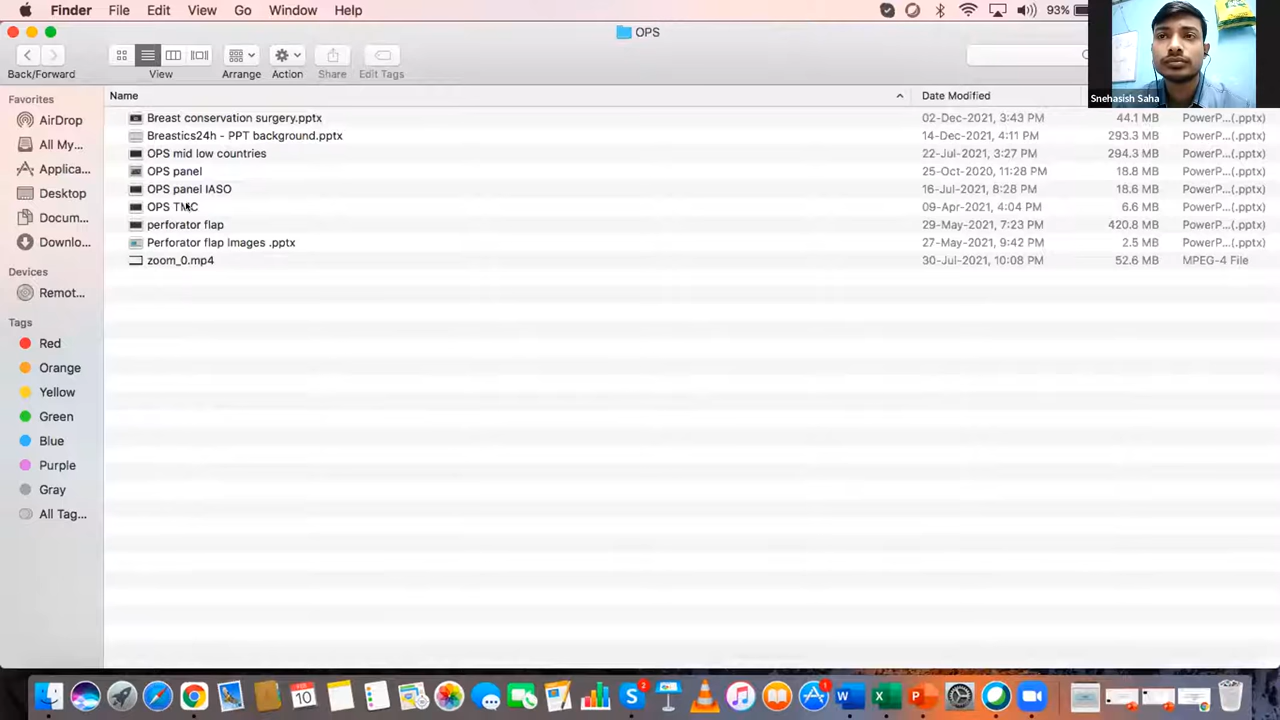 Finder File Edit View Go Window Help 93%
OPS
Back/Forward View Arrange Action Share Edit Tags
Snehasish Saha
Favorites
AirDrop
All My...
Applica...
Desktop
Docum...
Downlo...
Devices
Remot...
Tags
Red
Orange
Yellow
Green
Blue
Purple
Gray
All Tag...
Name Date Modified
Breast conservation surgery.pptx 02-Dec-2021, 3:43 PM 44.1 MB PowerP...(.pptx)
Breastics24h - PPT background.pptx 14-Dec-2021, 4:11 PM 293.3 MB PowerP...(.pptx)
OPS mid low countries 22-Jul-2021, 3:27 PM 294.3 MB PowerP...(.pptx)
OPS panel 25-Oct-2020, 11:28 PM 18.8 MB PowerP...(.pptx)
OPS panel IASO 16-Jul-2021, 8:28 PM 18.6 MB PowerP...(.pptx)
OPS TMC 09-Apr-2021, 4:04 PM 6.6 MB PowerP...(.pptx)
perforator flap 29-May-2021, 7:23 PM 420.8 MB PowerP...(.pptx)
Perforator flap images .pptx 27-May-2021, 9:42 PM 2.5 MB PowerP...(.pptx)
zoom_0.mp4 30-Jul-2021, 10:08 PM 52.6 MB MPEG-4 File
10